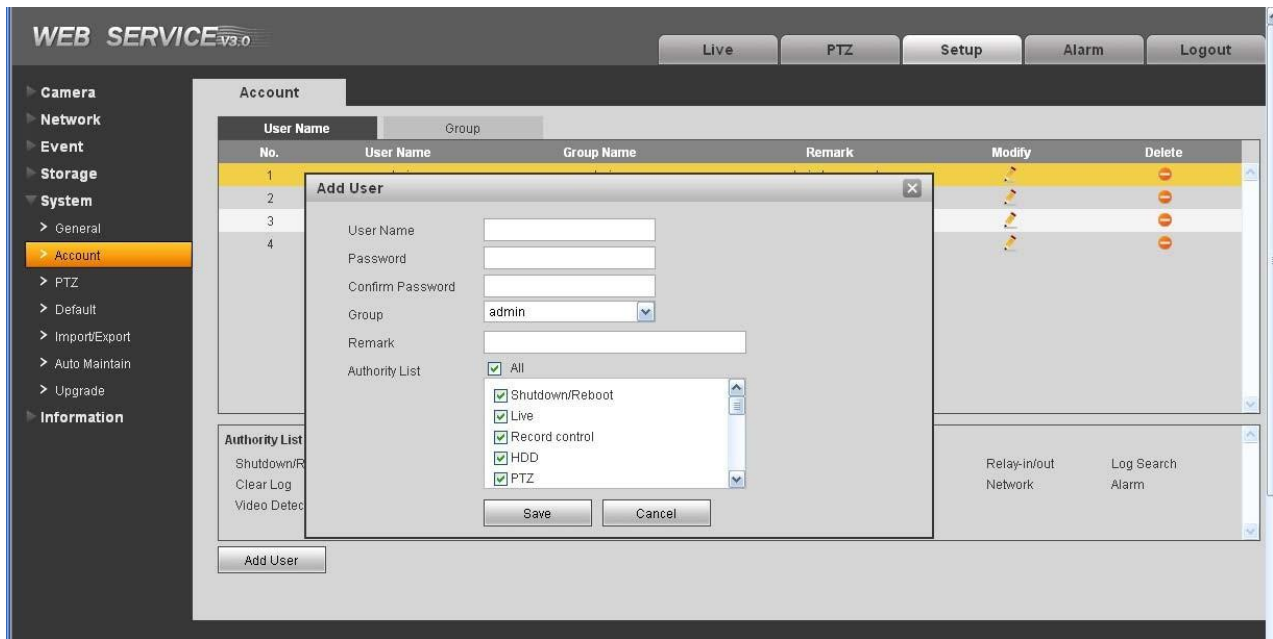 WEB SERVICE V3.0
Live PTZ Setup Alarm Logout
Camera
Network
Event
Storage
System
> General
> Account
> PTZ
> Default
> Import/Export
> Auto Maintain
> Upgrade
Information
Account
User Name Group
No. User Name Group Name Remark Modify Delete
1
2
3
4
Add User
User Name
Password
Confirm Password
Group admin
Remark
Authority List All
Shutdown/Reboot
Live
Record control
HDD
PTZ
Save Cancel
Authority List
Shutdown/R Relay-in/out Log Search
Clear Log Network Alarm
Video Detec
Add User